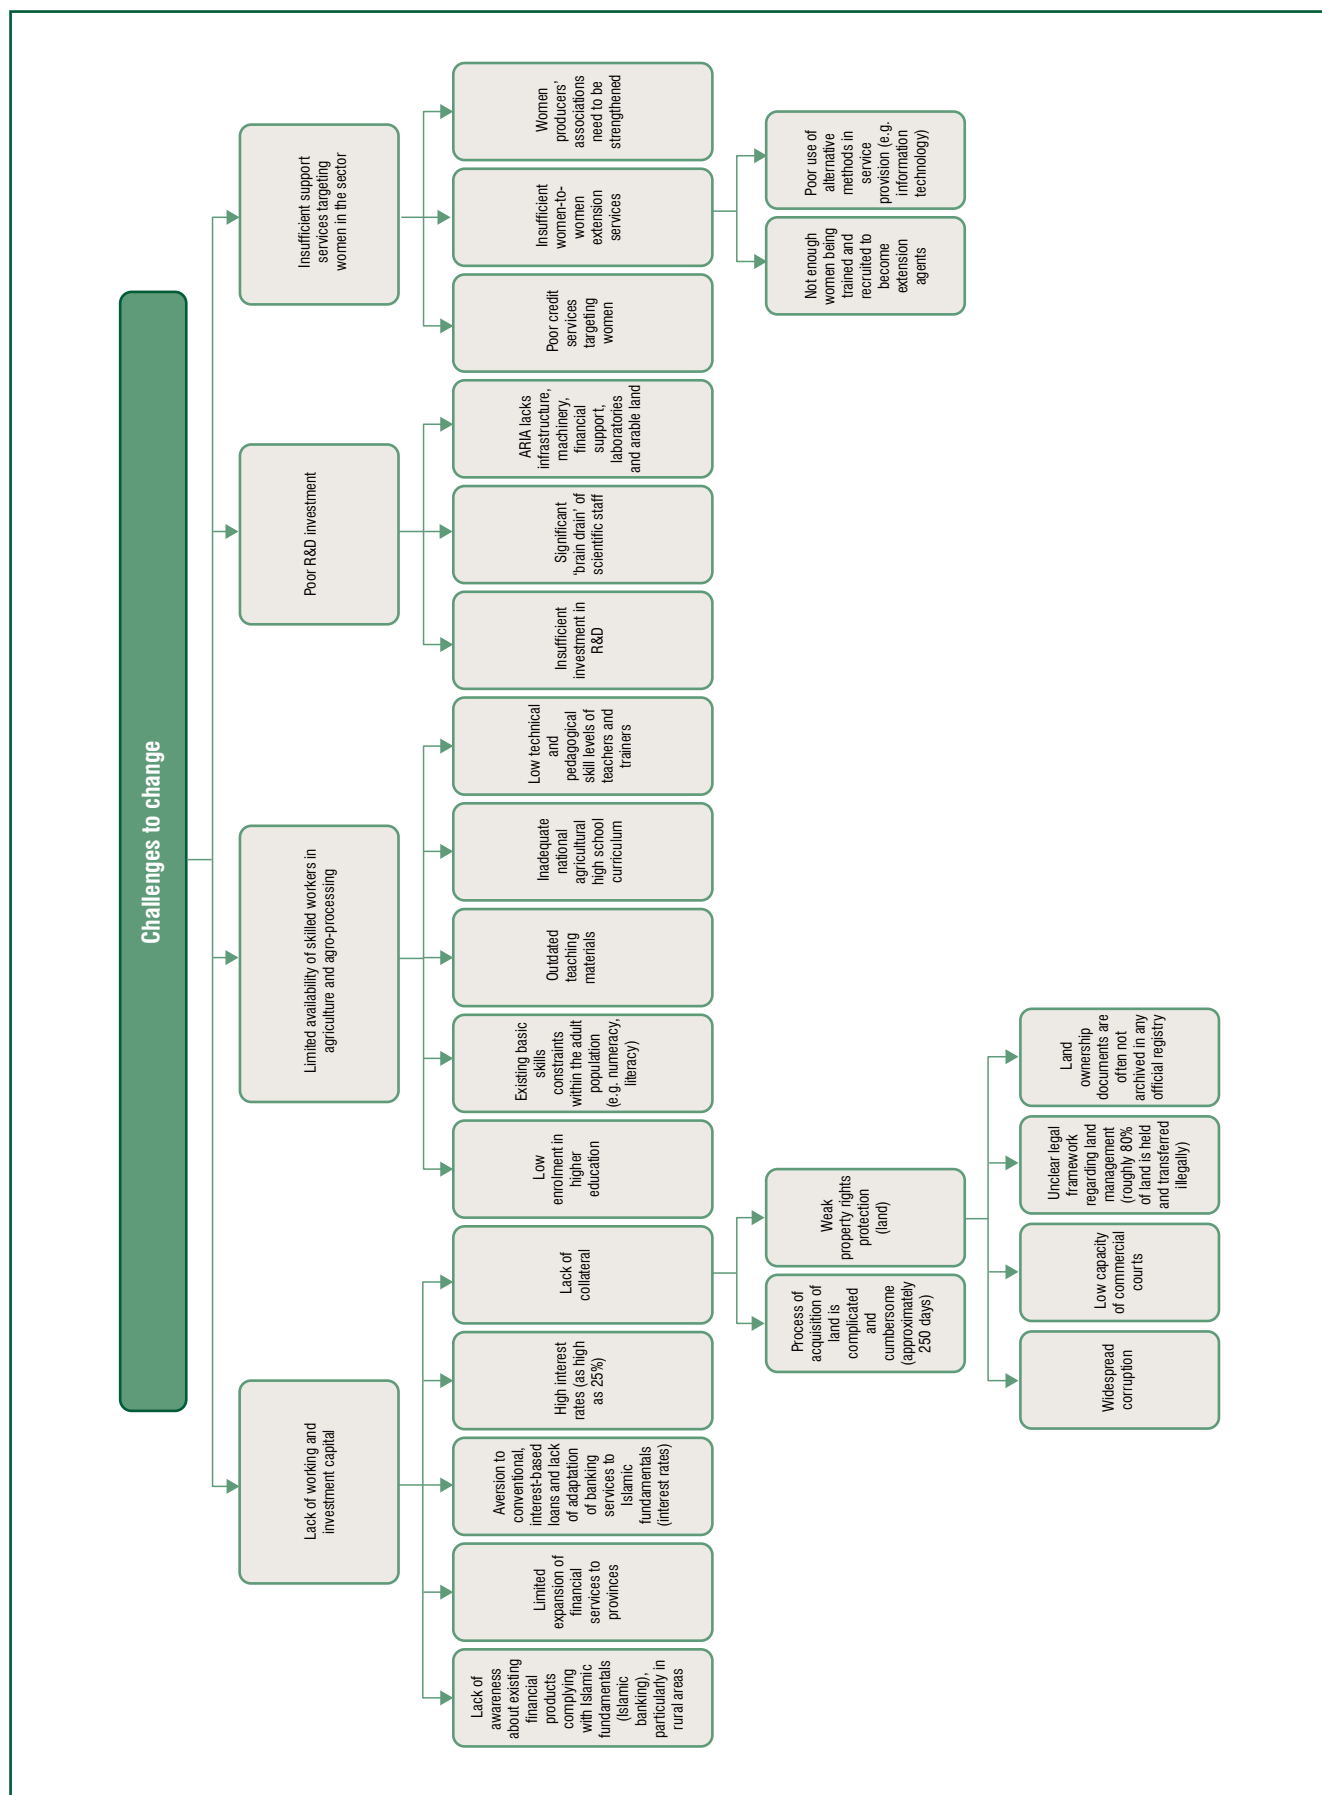 Challenges to change
Lack of working and
investment capital
Limited availability of skilled workers in
agriculture and agro-processing
Poor R&D investment
Insufficient support
services targeting
women in the sector
Lack of
awareness
about existing
financial
products
complying
with Islamic
fundamentals
(Islamic
banking),
particularly in
rural areas
Limited
expansion of
financial
services to
provinces
Aversion to
conventional,
interest-based
loans and lack
of adaptation
of banking
services to
Islamic
fundamentals
(interest rates)
High interest
rates (as high
as 25%)
Lack of
collateral
Low
enrolment in
higher
education
Existing basic
skills
constraints
within the adult
population
(e.g. numeracy,
literacy)
Outdated
teaching
materials
Inadequate
national
agricultural
high school
curriculum
Low technical
and
pedagogical
skill levels of
teachers and
trainers
Insufficient
investment in
R&D
Significant
‘brain drain’ of
scientific staff
ARIA lacks
infrastructure,
machinery,
financial
support,
laboratories
and arable land
Poor credit
services
targeting
women
Insufficient
women-to-
women
extension
services
Women
producers’
associations
need to be
strengthened
Process of
acquisition of
land is
complicated
and
cumbersome
(approximately
250 days)
Weak
property rights
protection
(land)
Not enough
women being
trained and
recruited to
become
extension
agents
Poor use of
alternative
methods in
service
provision (e.g.
information
technology)
Widespread
corruption
Low capacity
of commercial
courts
Unclear legal
framework
regarding land
management
(roughly 80%
of land is held
and transferred
illegally)
Land
ownership
documents are
often not
archived in any
official registry